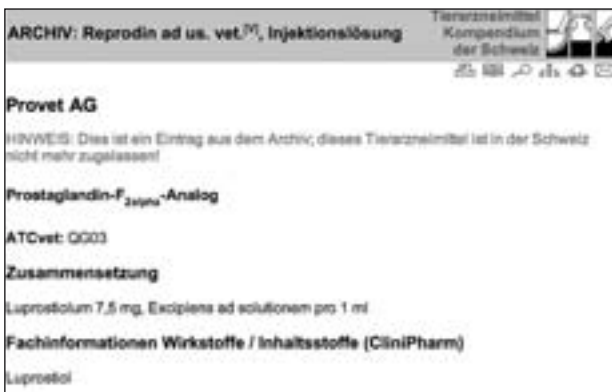 ARCHIV: Reprodin ad us. vet.[V], Injektionslösung
Tierarzneimittel
Kompendium
der Schweiz
Provet AG
HINWEIS: Dies ist ein Eintrag aus dem Archiv; dieses Tierarzneimittel ist in der Schweiz
nicht mehr zugelassen!
Prostaglandin-F2alpha-Analog
ATCvet: QG03
Zusammensetzung
Luprostiolum 7,5 mg, Excipiens ad solutionem pro 1 ml
Fachinformationen Wirkstoffe / Inhaltsstoffe (CliniPharm)
Luprostiol